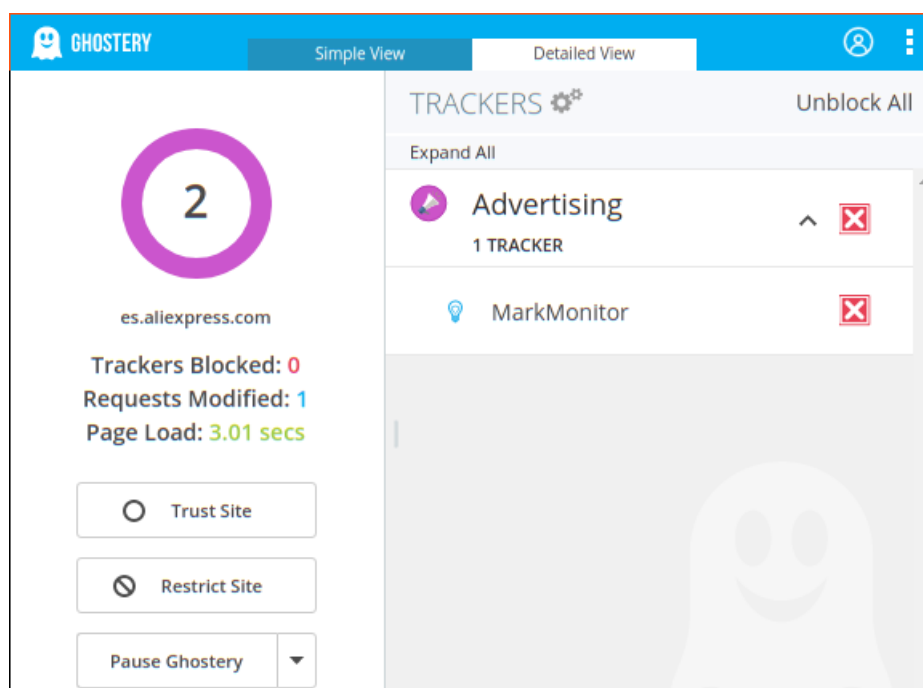 GHOSTERY
Simple View
Detailed View
2
es.aliexpress.com
Trackers Blocked: 0
Requests Modified: 1
Page Load: 3.01 secs
Trust Site
Restrict Site
Pause Ghostery
TRACKERS
Unblock All
Expand All
Advertising
1 TRACKER
MarkMonitor